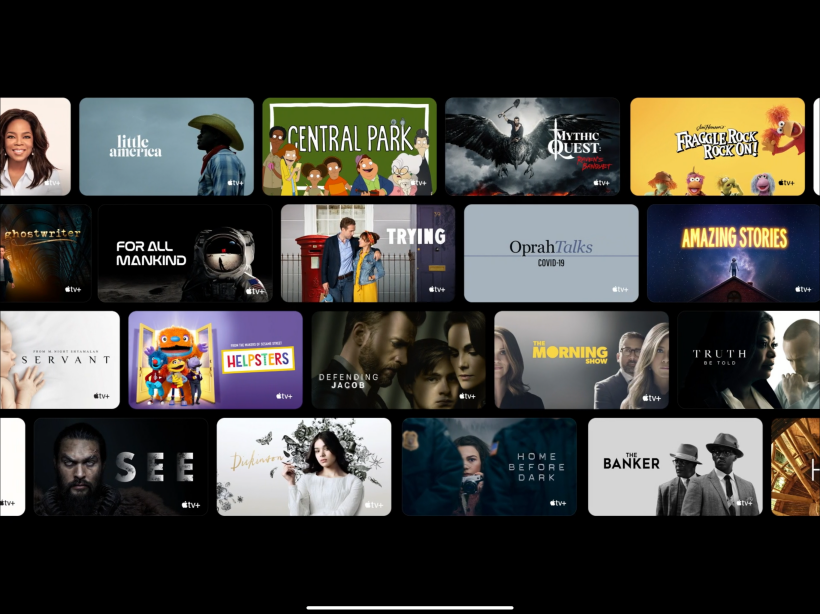 tv+
little
america
tv+
CENTRAL PARK
tv+
MYTHIC
QUEST:
RAVEN'S BANQUET
tv+
Jim Henson's
FRAGGLE ROCK
ROCK ON!
tv+
ghostwriter
tv+
FOR ALL
MANKIND
tv+
TRYING
tv+
OprahTalks
COVID-19
AMAZING STORIES
tv+
FROM M. NIGHT SHYAMALAN
SERVANT
tv+
FROM THE MAKERS OF SESAME STREET
HELPSTERS
tv+
DEFENDING
JACOB
tv+
THE
MORNING
SHOW
tv+
TRUTH
BE TOLD
tv+
tv+
SEE
tv+
Dickinson
tv+
HOME
BEFORE
DARK
tv+
THE
BANKER
tv+
H